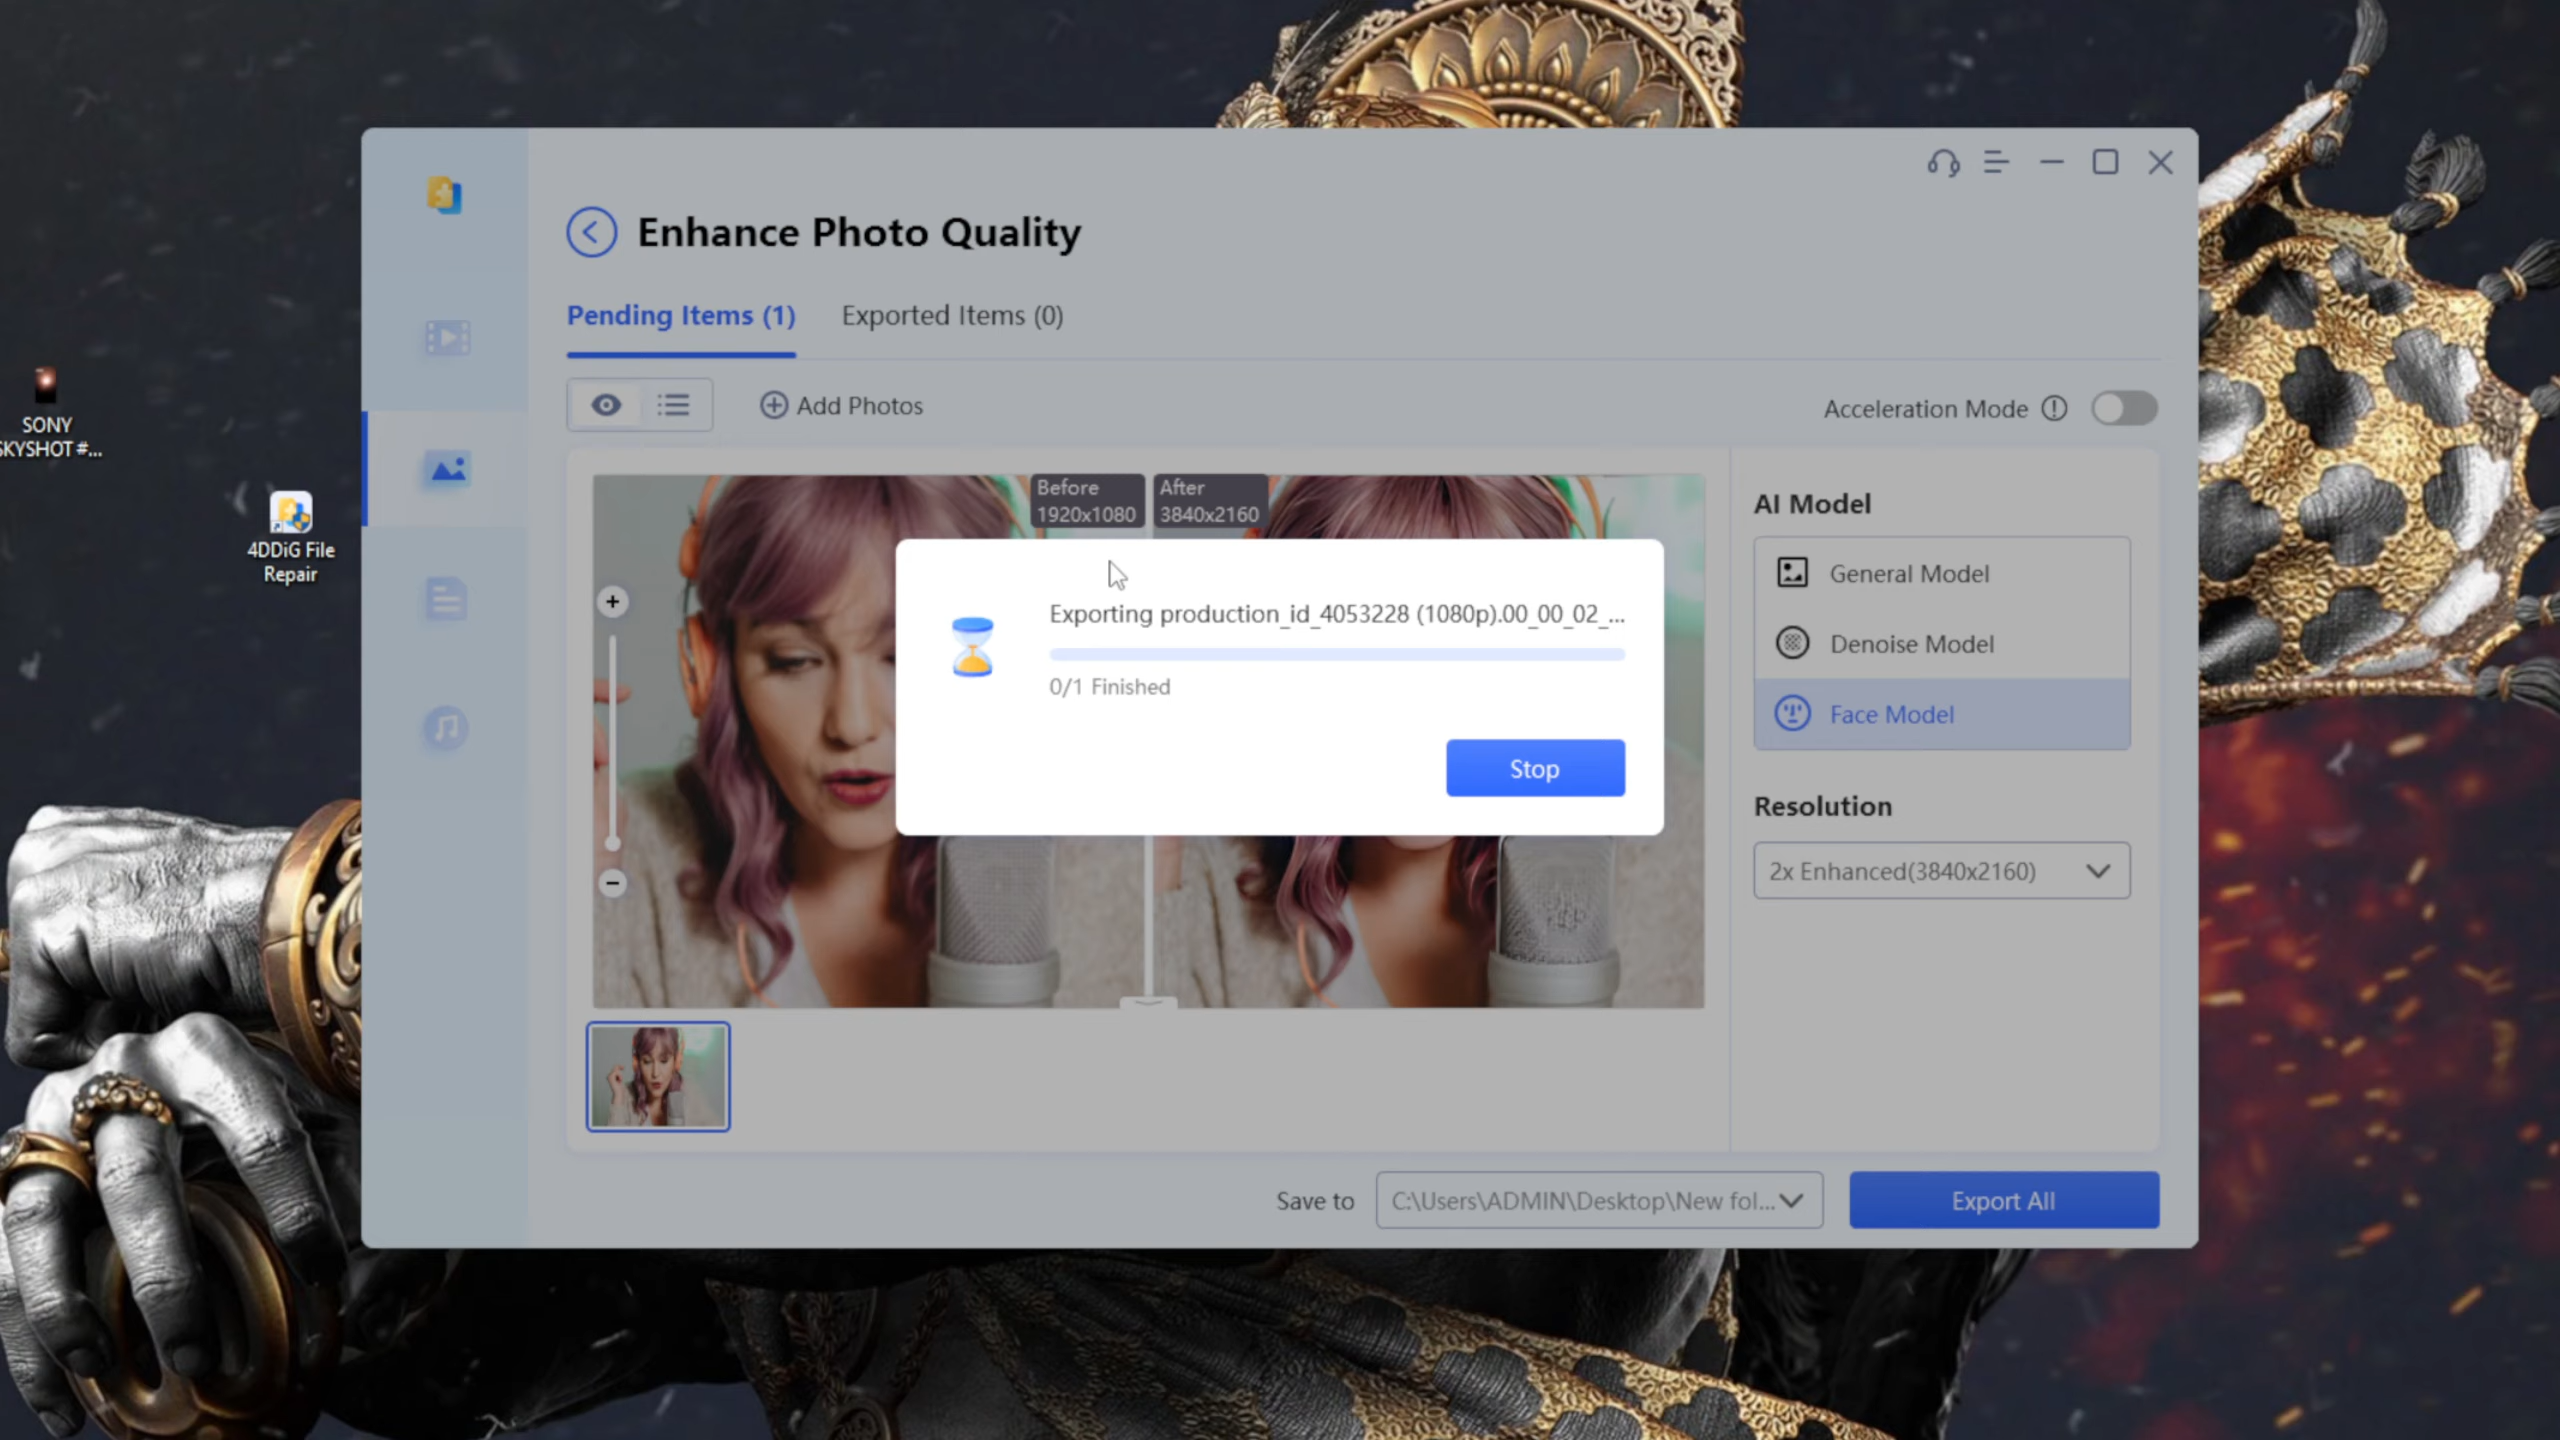 SONY
SKYSHOT #...
4DDiG File
Repair
Enhance Photo Quality
Pending Items (1)
Exported Items (0)
Add Photos
Acceleration Mode
Before
1920x1080
After
3840x2160
AI Model
General Model
Denoise Model
Face Model
Exporting production_id_4053228 (1080p).00_00_02_...
0/1 Finished
Stop
Resolution
2x Enhanced(3840x2160)
Save to
C:\Users\ADMIN\Desktop\New fol...
Export All